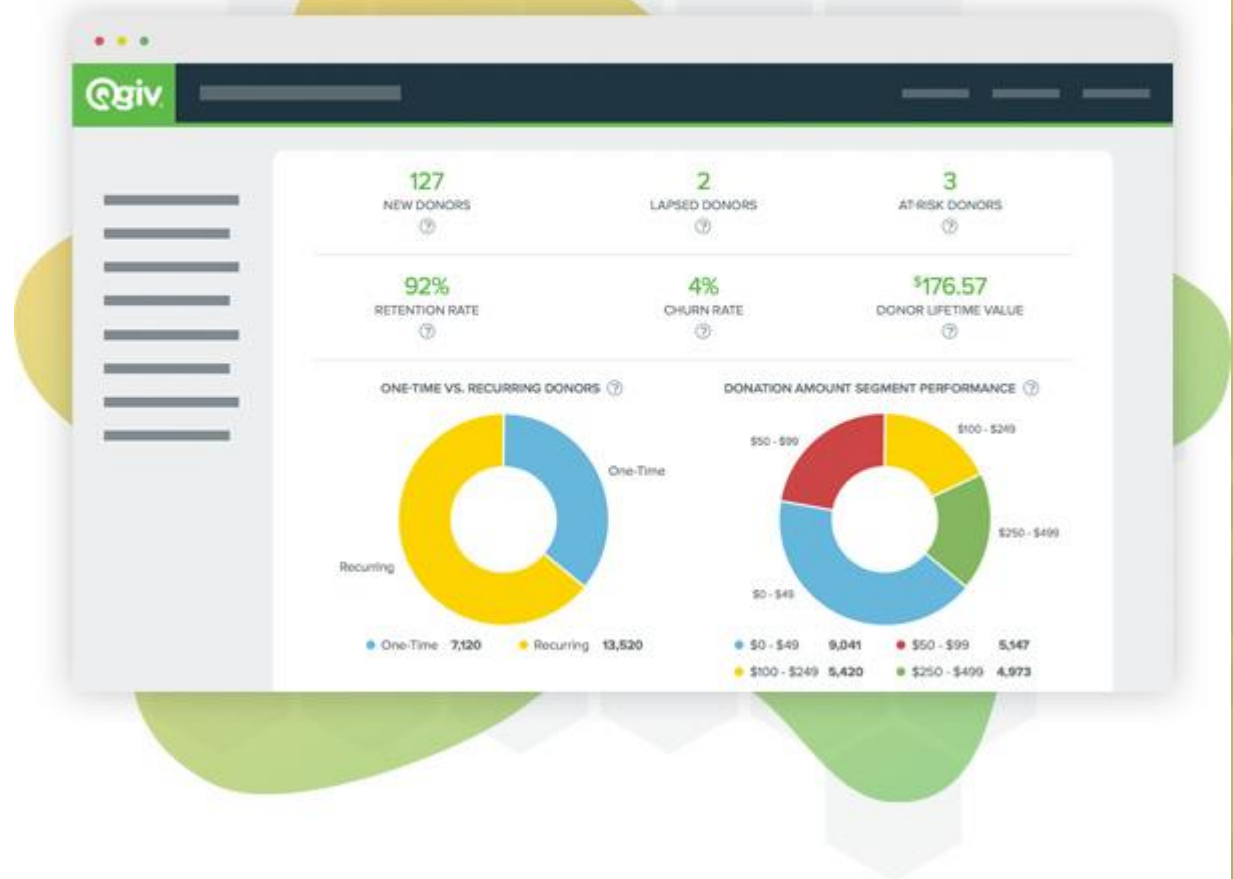 Qgiv
127
NEW DONORS
?
2
LAPSED DONORS
?
3
AT-RISK DONORS
?
92%
RETENTION RATE
?
4%
CHURN RATE
?
$176.57
DONOR LIFETIME VALUE
?
ONE-TIME VS. RECURRING DONORS ?
One-Time
Recurring
One-Time 7,120 Recurring 13,520
DONATION AMOUNT SEGMENT PERFORMANCE ?
$50 - $99
$100 - $249
$250 - $499
$0 - $49
$0 - $49 9,041 $50 - $99 5,147
$100 - $249 5,420 $250 - $499 4,973